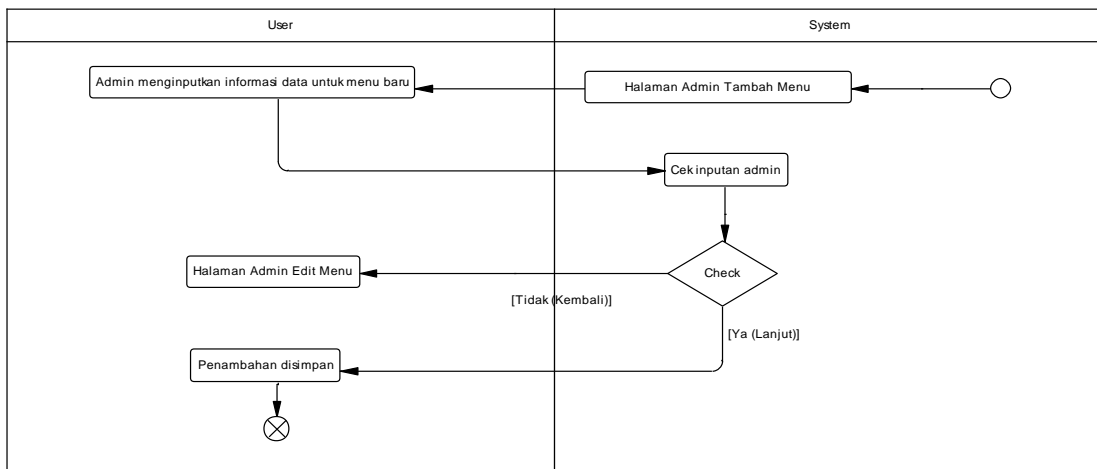 User
System
Admin menginputkan informasi data untuk menu baru
Halaman Admin Tambah Menu
Cek inputan admin
Halaman Admin Edit Menu
Check
[Tidak (Kembali)]
[Ya (Lanjut)]
Penambahan disimpan